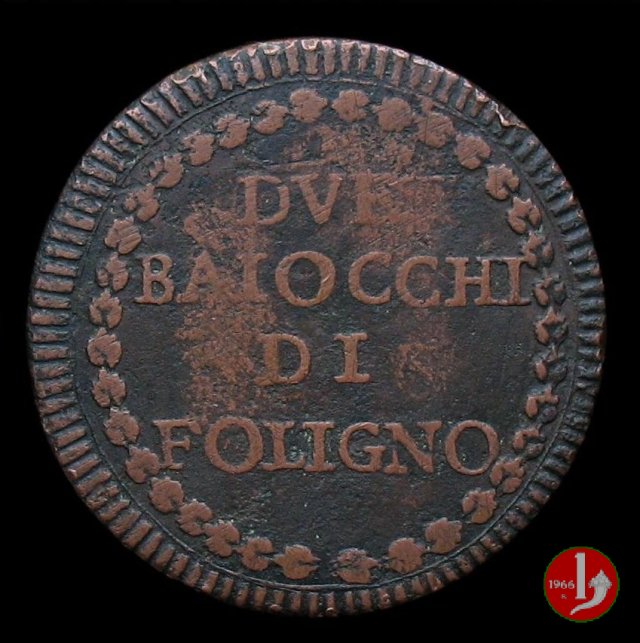 DVE
BAIOCCHI
DI
FOLIGNO
1966